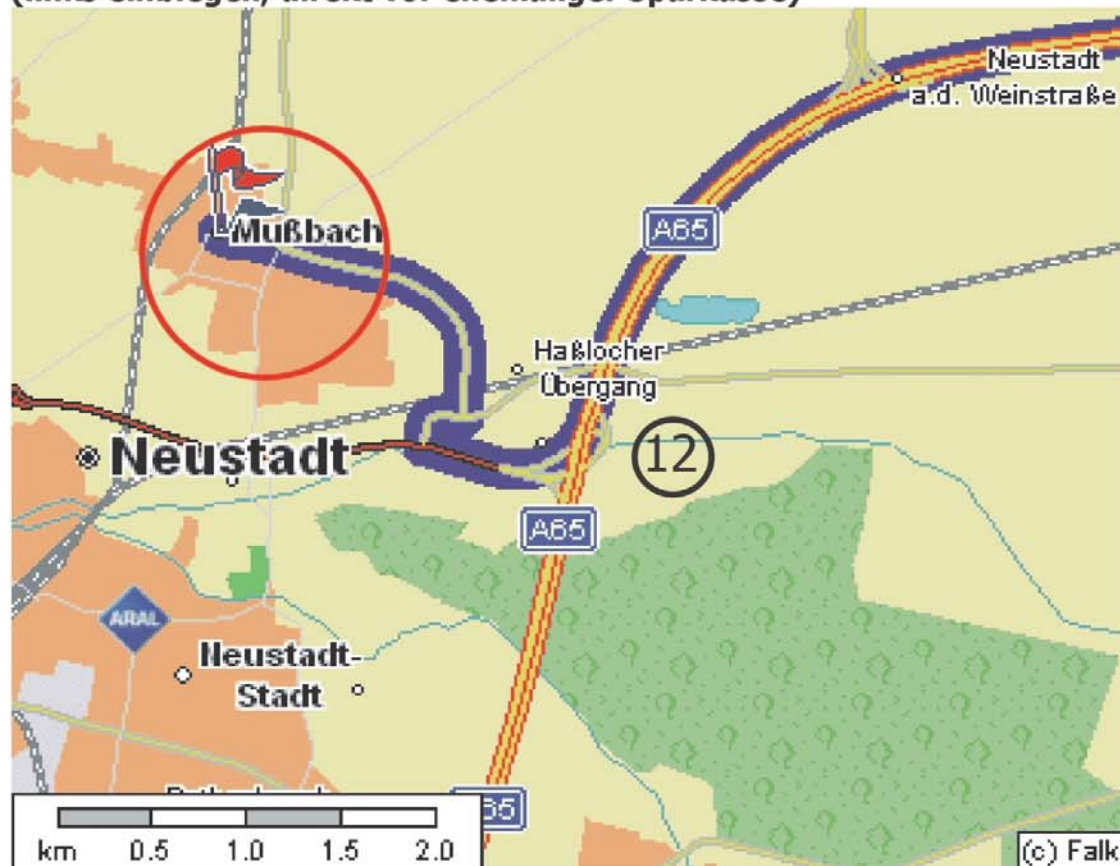 Neustadt
a.d. Weinstraße
A65
Mußbach
Haßlocher
Übergang
12
Neustadt
A65
ARAL
Neustadt-
Stadt
km 0.5 1.0 1.5 2.0
(c) Falk